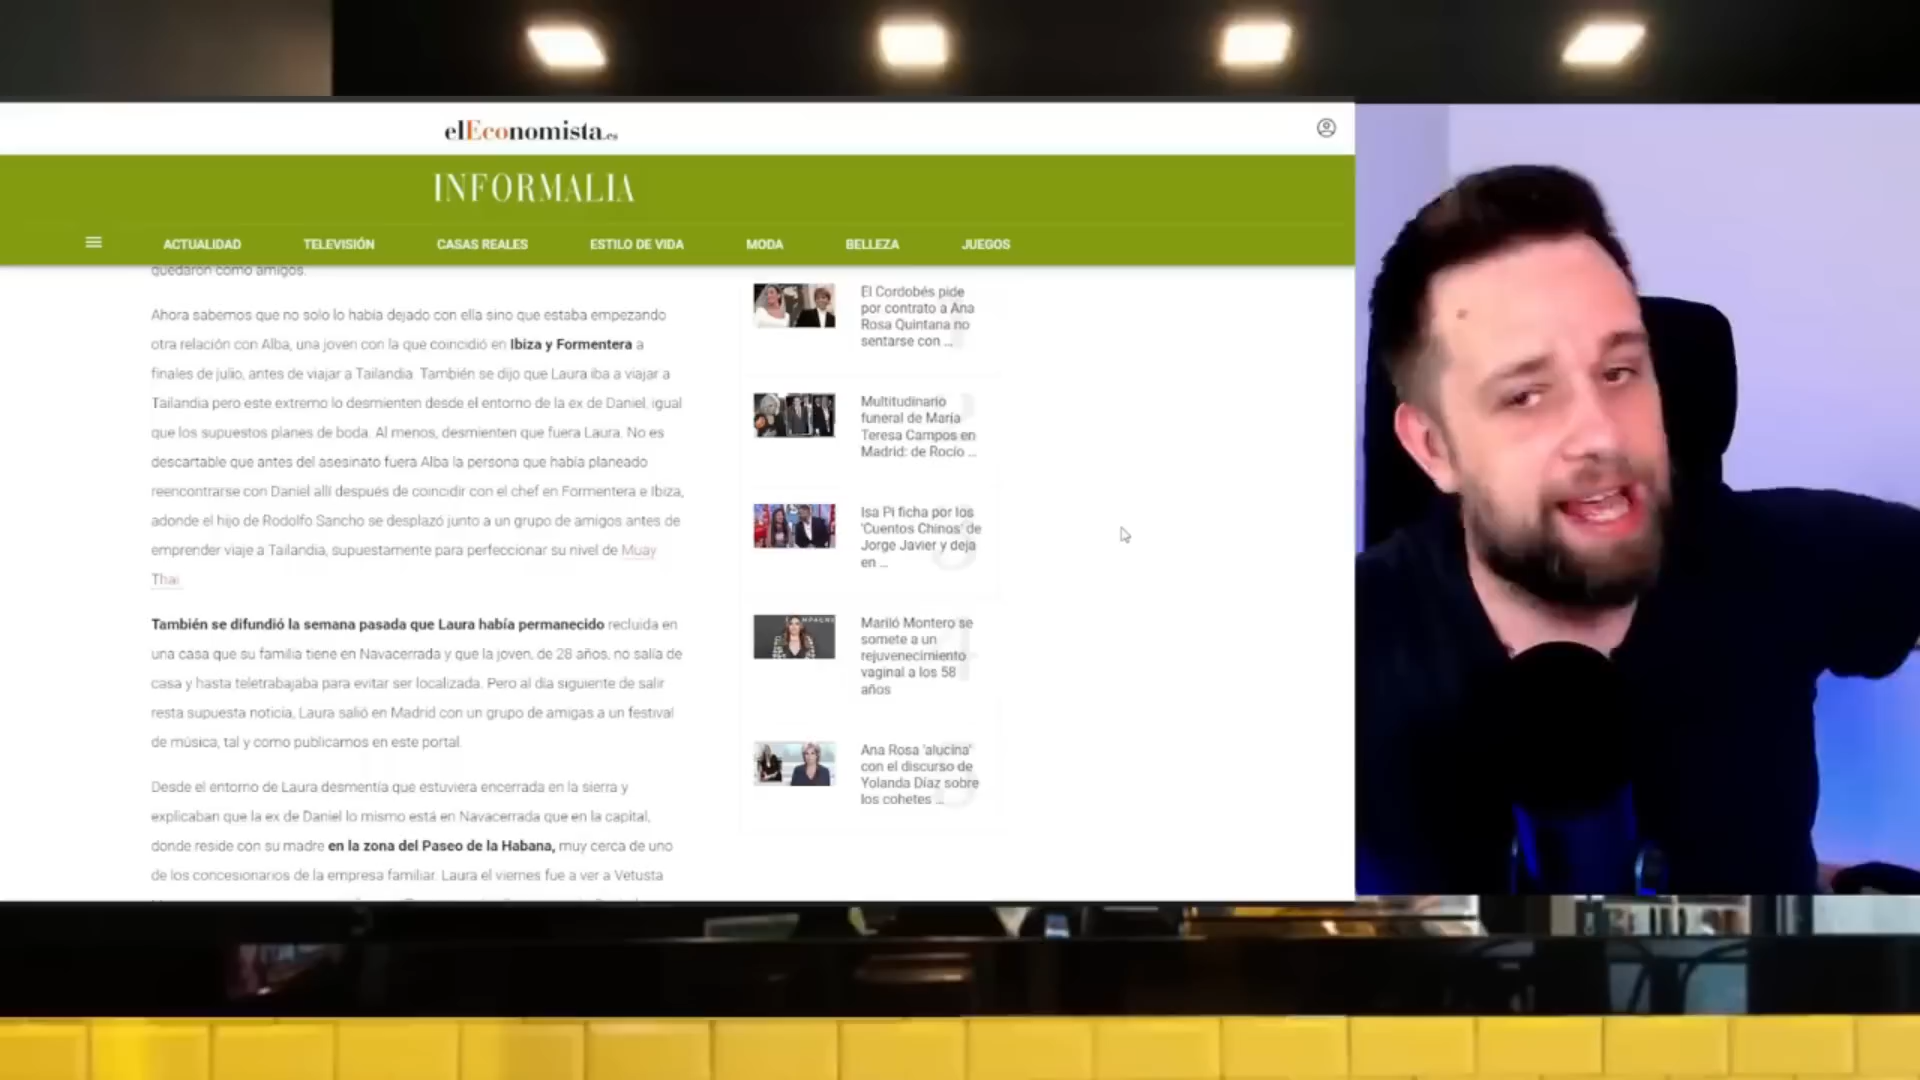 elEconomista.es
INFORMALIA
ACTUALIDAD TELEVISIÓN CASAS REALES ESTILO DE VIDA MODA BELLEZA JUEGOS
quedaron como amigos.
Ahora sabemos que no solo lo había dejado con ella sino que estaba empezando
otra relación con Alba, una joven con la que coincidió en Ibiza y Formentera a
finales de julio, antes de viajar a Tailandia. También se dijo que Laura iba a viajar a
Tailandia pero este extremo lo desmienten desde el entorno de la ex de Daniel, igual
que los supuestos planes de boda. Al menos, desmienten que fuera Laura. No es
descartable que antes del asesinato fuera Alba la persona que había planeado
reencontrarse con Daniel allí después de coincidir con el chef en Formentera e Ibiza,
adonde el hijo de Rodolfo Sancho se desplazó junto a un grupo de amigos antes de
emprender viaje a Tailandia, supuestamente para perfeccionar su nivel de Muay
Thai.
También se difundió la semana pasada que Laura había permanecido recluida en
una casa que su familia tiene en Navacerrada y que la joven, de 28 años, no salía de
casa y hasta teletrabajaba para evitar ser localizada. Pero al día siguiente de salir
resta supuesta noticia, Laura salió en Madrid con un grupo de amigas a un festival
de música, tal y como publicamos en este portal.
Desde el entorno de Laura desmentía que estuviera encerrada en la sierra y
explicaban que la ex de Daniel lo mismo está en Navacerrada que en la capital,
donde reside con su madre en la zona del Paseo de la Habana, muy cerca de uno
de los concesionarios de la empresa familiar. Laura el viernes fue a ver a Vetusta
El Cordobés pide
por contrato a Ana
Rosa Quintana no
sentarse con ...
Multitudinario
funeral de María
Teresa Campos en
Madrid: de Rocío ...
Isa Pi ficha por los
'Cuentos Chinos' de
Jorge Javier y deja
en ...
3
Mariló Montero se
somete a un
rejuvenecimiento
vaginal a los 58
años
4
Ana Rosa 'alucina'
con el discurso de
Yolanda Díaz sobre
los cohetes ...
5